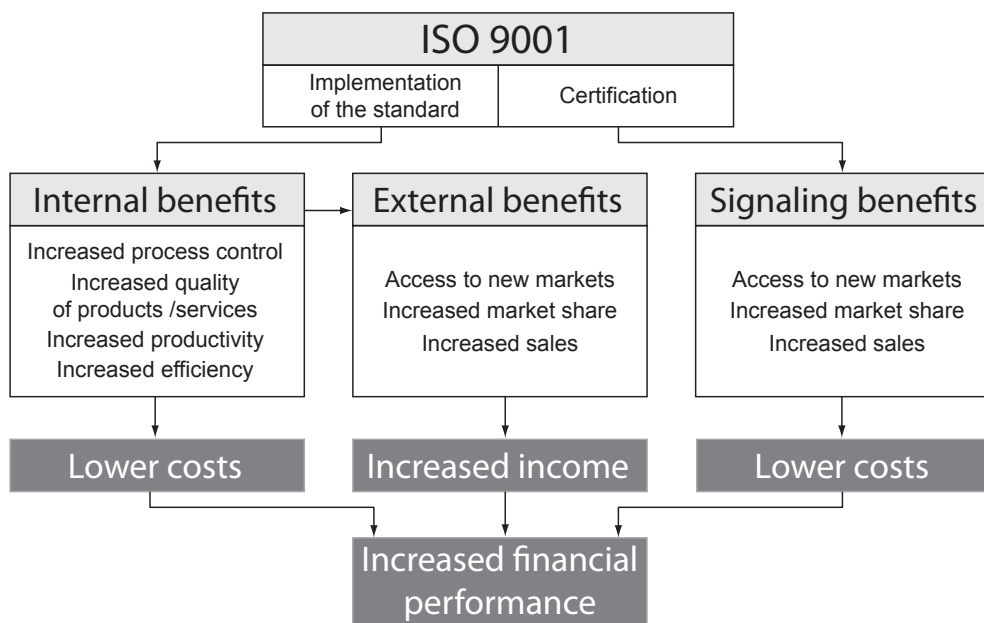 ISO 9001
Implementation
of the standard
Certification
Internal benefits
Increased process control
Increased quality
of products /services
Increased productivity
Increased efficiency
External benefits
Access to new markets
Increased market share
Increased sales
Signaling benefits
Access to new markets
Increased market share
Increased sales
Lower costs
Increased income
Lower costs
Increased financial
performance